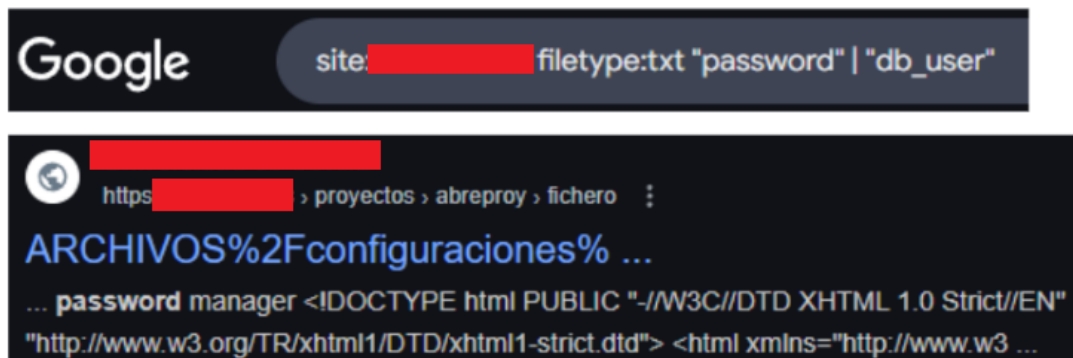 Google site: filetype:txt "password" | "db_user"
https › proyectos › abreproy › fichero
ARCHIVOS%2Fconfiguraciones% ...
... password manager <!DOCTYPE html PUBLIC "-//W3C//DTD XHTML 1.0 Strict//EN"
"http://www.w3.org/TR/xhtml1/DTD/xhtml1-strict.dtd"> <html xmlns="http://www.w3 ...